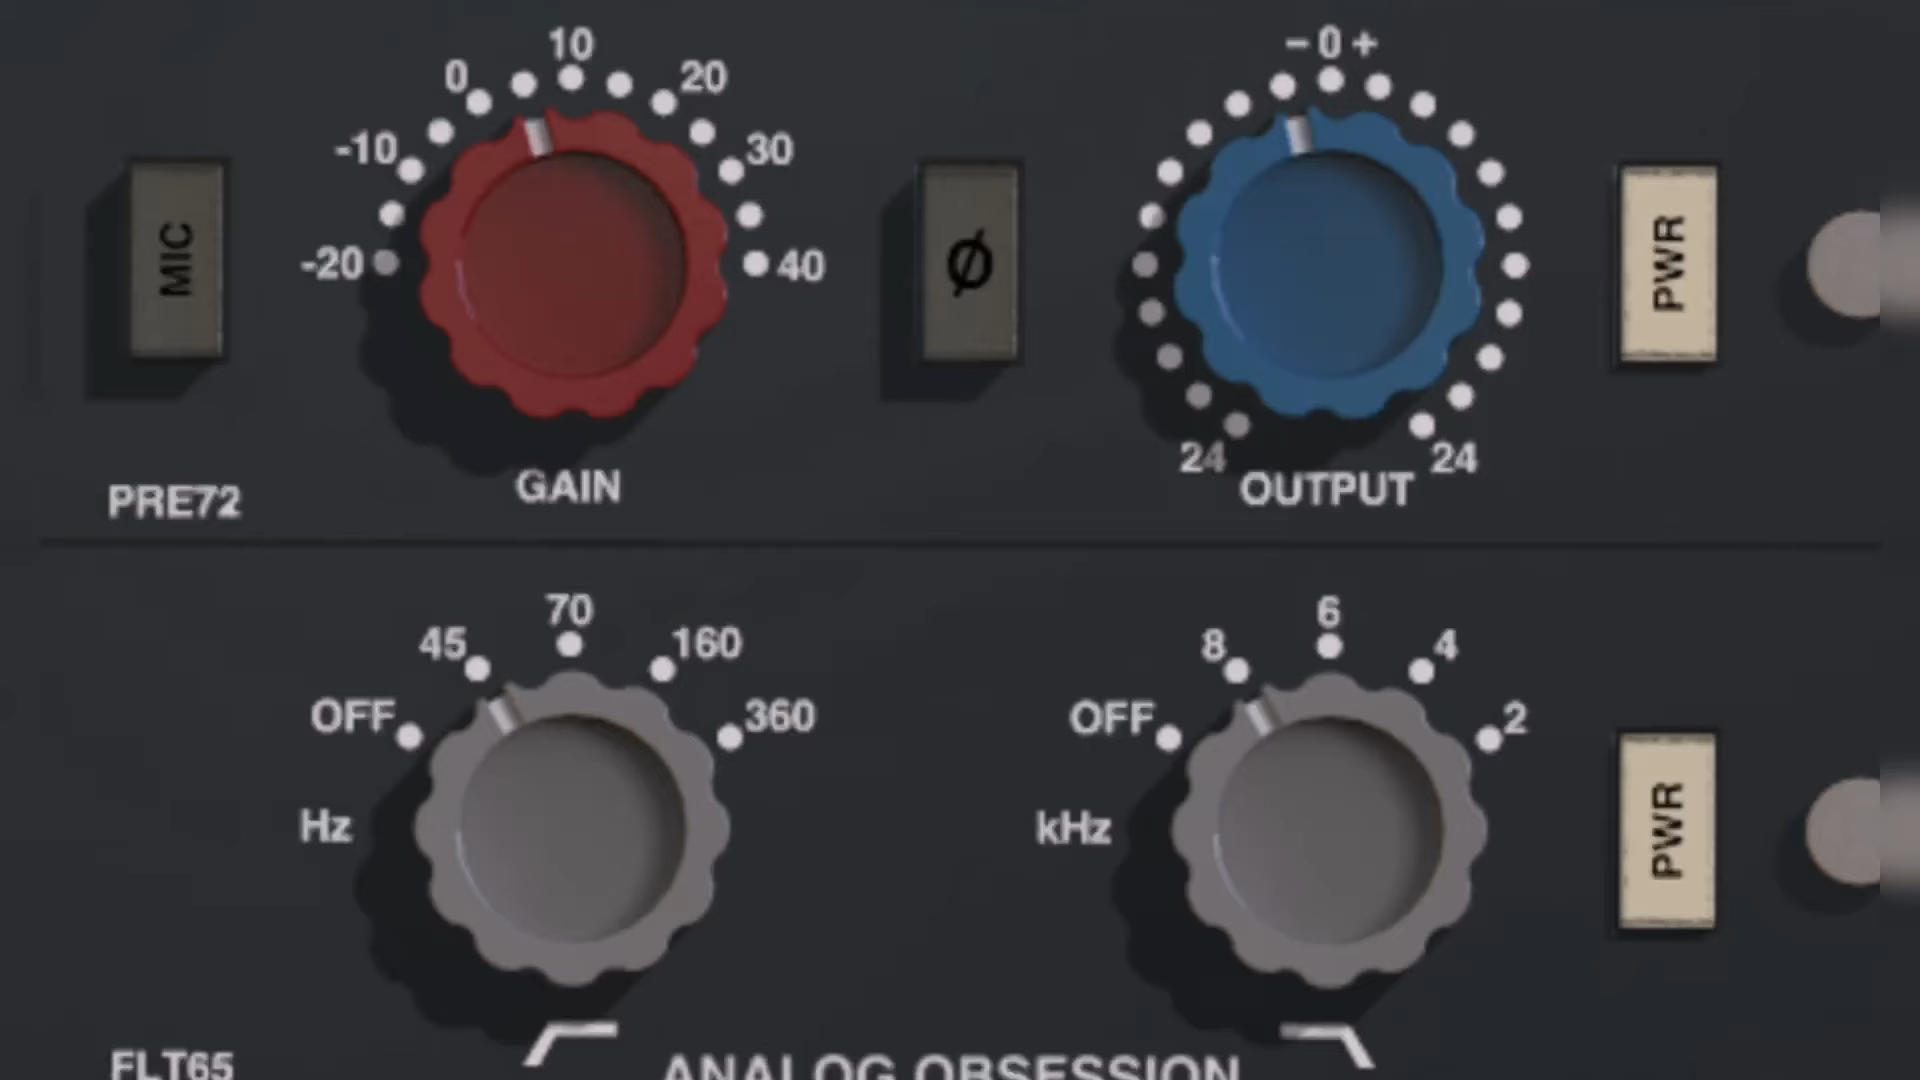 10
0 20
-10 30
-20 40
MIC
GAIN
PRE72
Ø
- 0 +
24 24
OUTPUT
PWR
70
45 160
OFF 360
Hz
6
8 4
OFF 2
kHz
PWR
FLT65
ANALOG OBSESSION